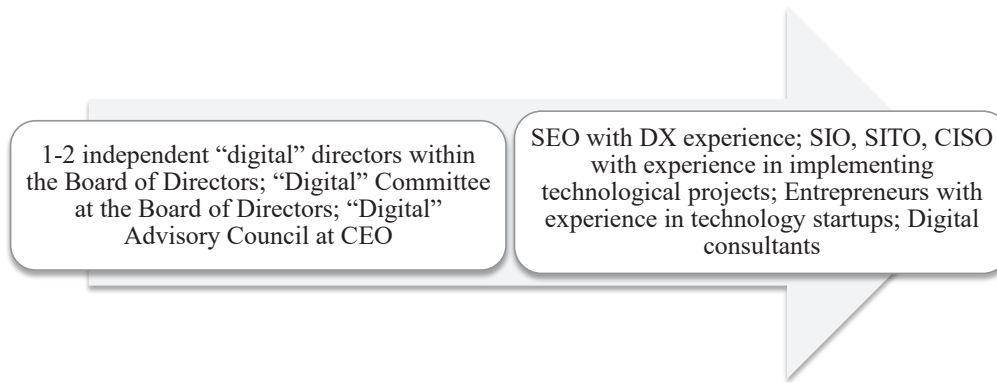 1-2 independent “digital” directors within
the Board of Directors; “Digital” Committee
at the Board of Directors; “Digital”
Advisory Council at CEO
SEO with DX experience; SIO, SITO, CISO
with experience in implementing
technological projects; Entrepreneurs with
experience in technology startups; Digital
consultants